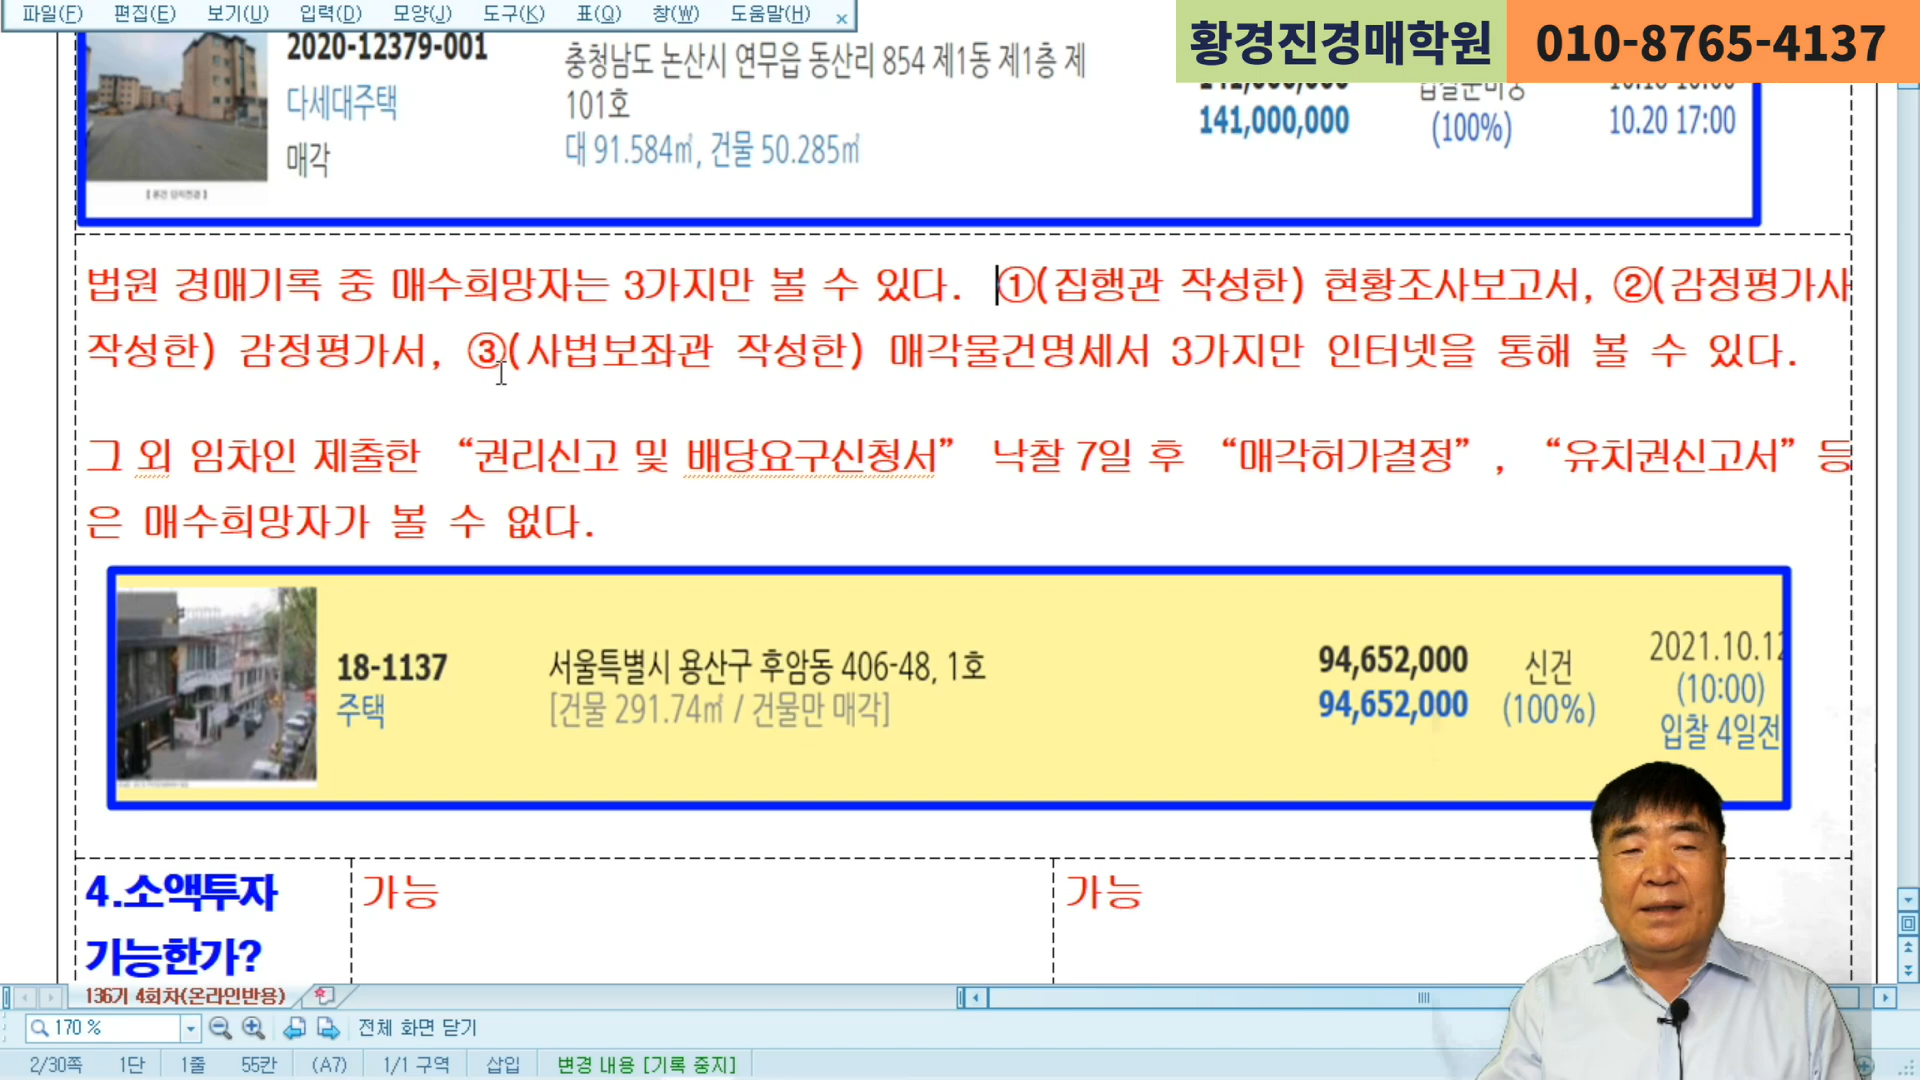 파일(F) 편집(E) 보기(U) 입력(D) 모양(J) 도구(K) 표(Q) 창(W) 도움말(H)
황경진경매학원 010-8765-4137
2020-12379-001
다세대주택
매각
충청남도 논산시 연무읍 동산리 854 제1동 제1층 제
101호
대 91.584㎡, 건물 50.285㎡
141,000,000
(100%)
10.20 17:00
법원 경매기록 중 매수희망자는 3가지만 볼 수 있다. ①(집행관 작성한) 현황조사보고서, ②(감정평가사
작성한) 감정평가서, ③(사법보좌관 작성한) 매각물건명세서 3가지만 인터넷을 통해 볼 수 있다.
그 외 임차인 제출한 “권리신고 및 배당요구신청서” 낙찰 7일 후 “매각허가결정”, “유치권신고서” 등
은 매수희망자가 볼 수 없다.
18-1137
주택
서울특별시 용산구 후암동 406-48, 1호
[건물 291.74㎡ / 건물만 매각]
94,652,000
94,652,000
신건
(100%)
2021.10.12
(10:00)
입찰 4일전
4.소액투자
가능한가?
가능
가능
136기 4회차(온라인반용)
170 %
전체 화면 닫기
2/30쪽 1단 1줄 55칸 (A7) 1/1 구역 삽입 변경 내용 [기록 중지]